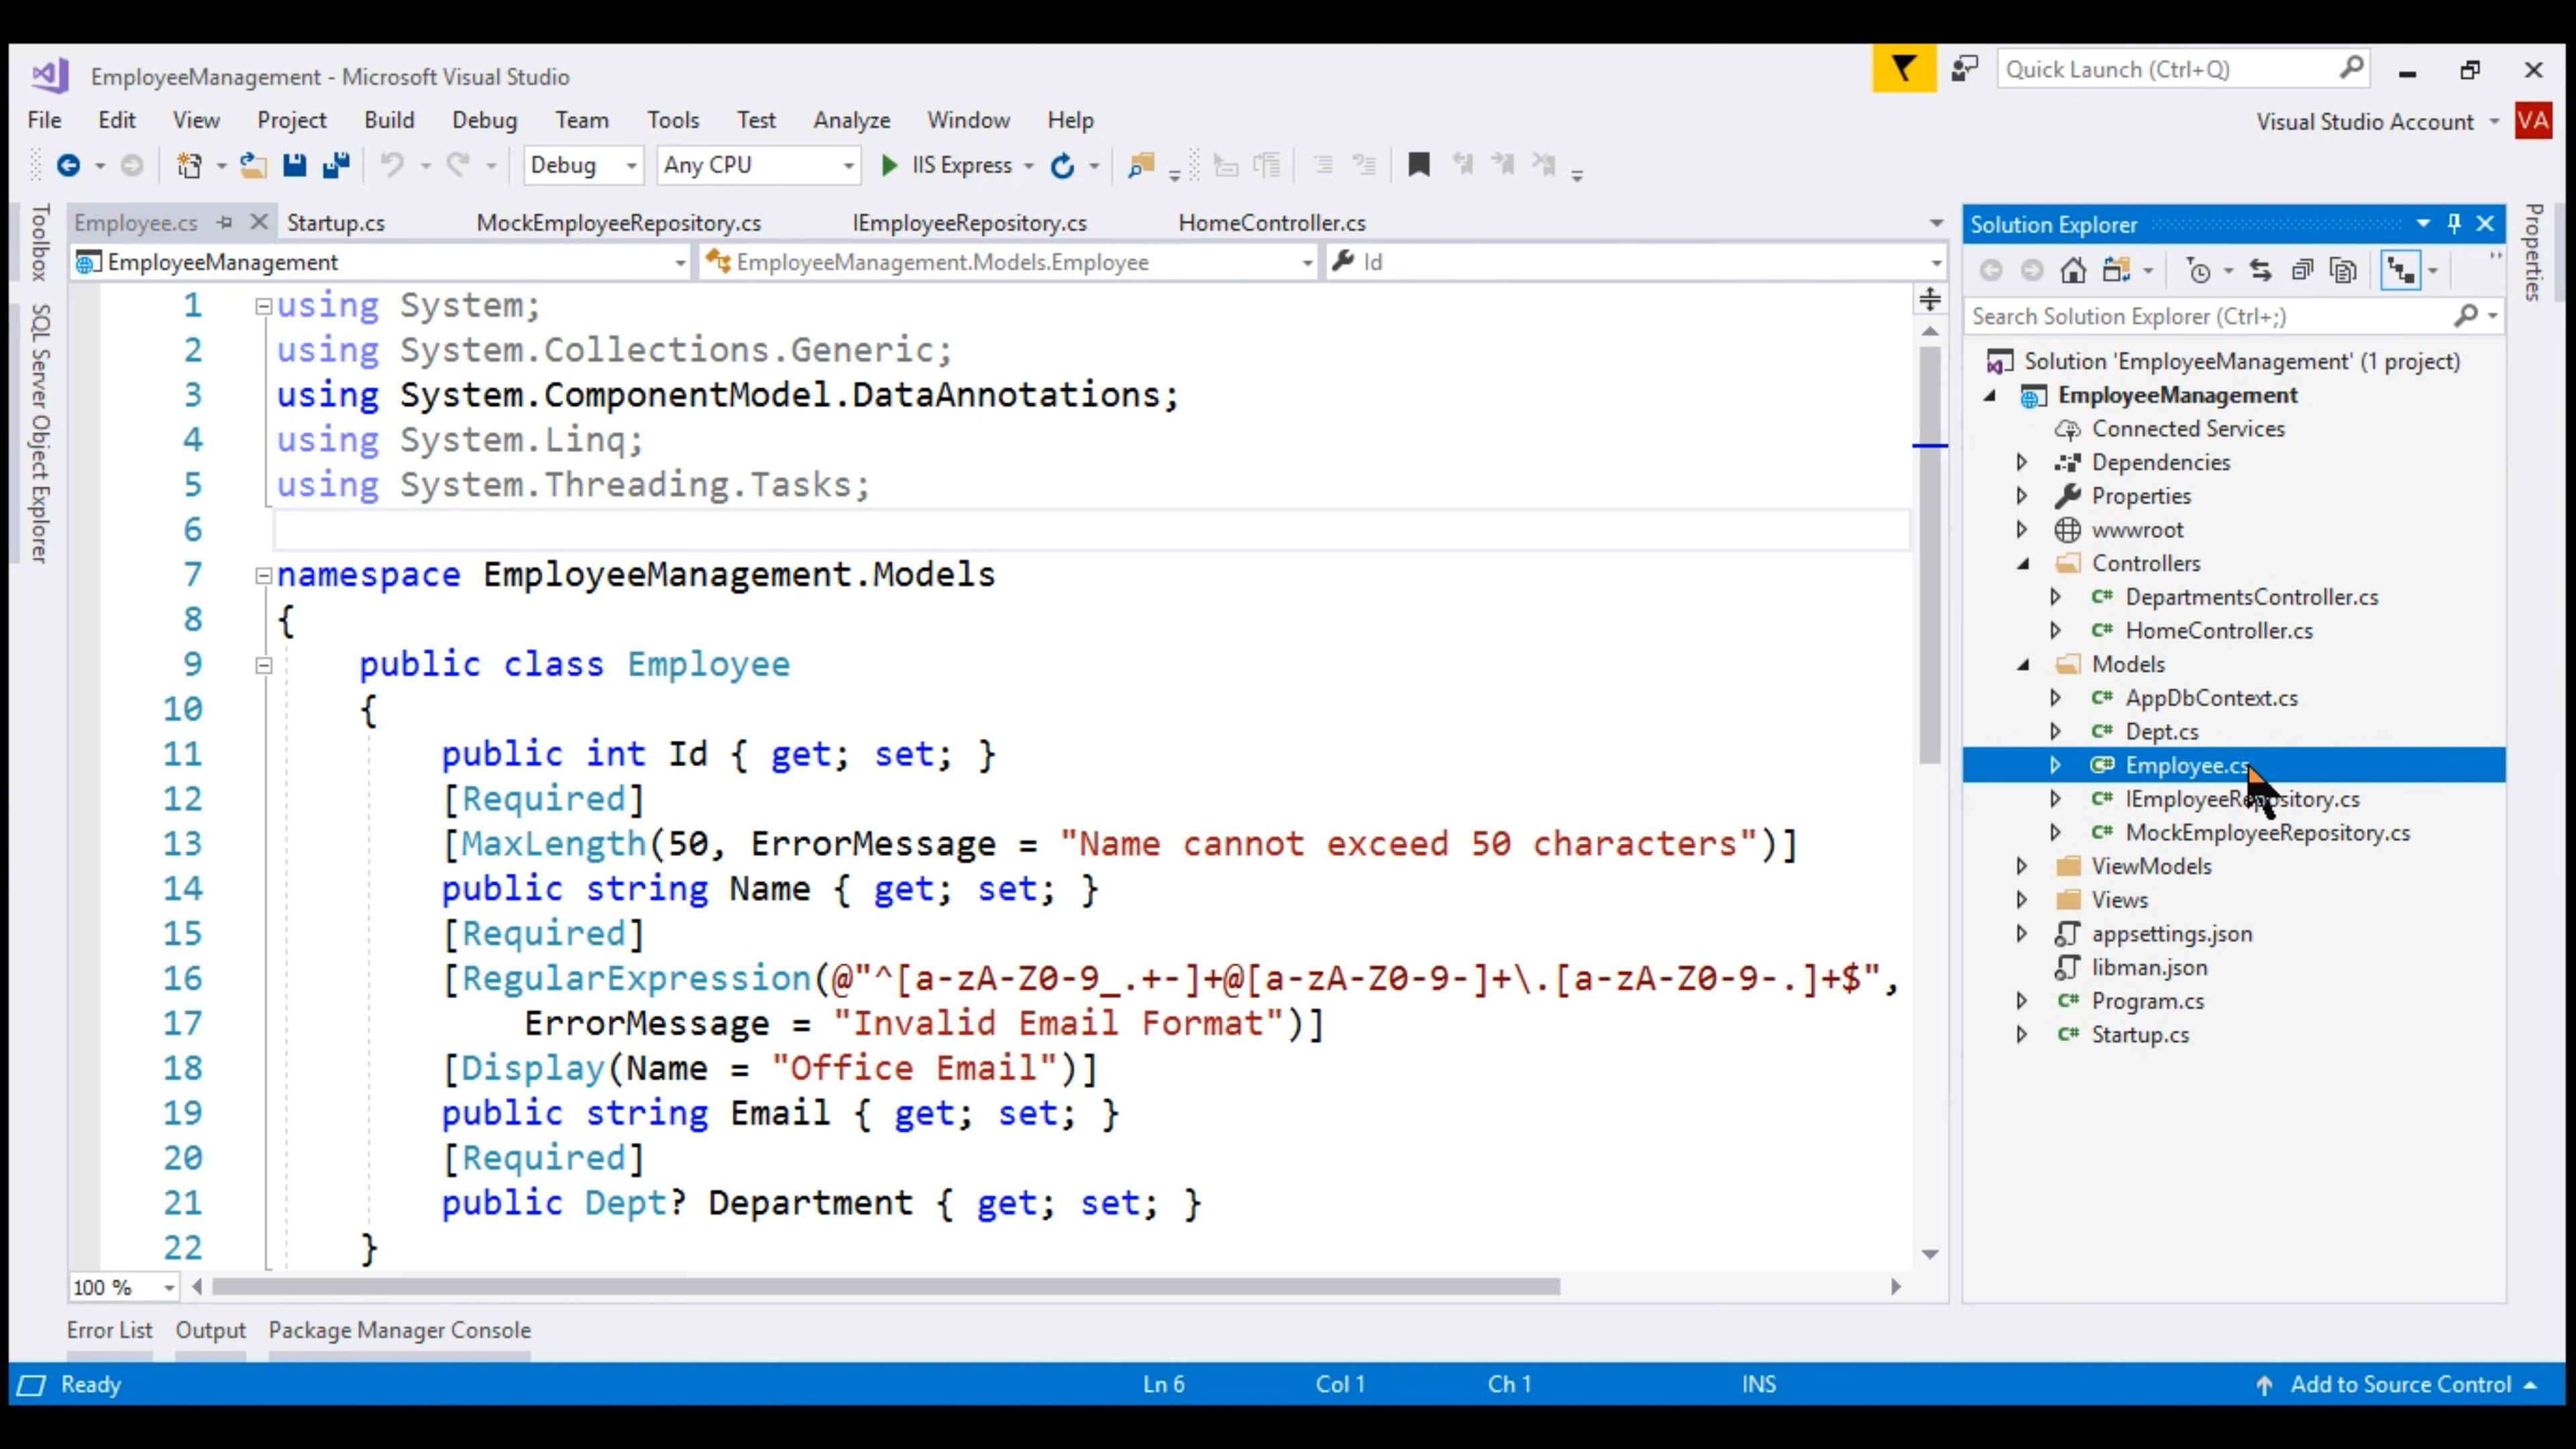 EmployeeManagement - Microsoft Visual Studio
Quick Launch (Ctrl+Q)
File Edit View Project Build Debug Team Tools Test Analyze Window Help
Visual Studio Account VA
Debug Any CPU IIS Express
Toolbox
SQL Server Object Explorer
Employee.cs Startup.cs MockEmployeeRepository.cs IEmployeeRepository.cs HomeController.cs
EmployeeManagement EmployeeManagement.Models.Employee Id
1 using System;
2 using System.Collections.Generic;
3 using System.ComponentModel.DataAnnotations;
4 using System.Linq;
5 using System.Threading.Tasks;
6
7 namespace EmployeeManagement.Models
8 {
9 public class Employee
10 {
11 public int Id { get; set; }
12 [Required]
13 [MaxLength(50, ErrorMessage = "Name cannot exceed 50 characters")]
14 public string Name { get; set; }
15 [Required]
16 [RegularExpression(@"^[a-zA-Z0-9_.+-]+@[a-zA-Z0-9-]+\.[a-zA-Z0-9-.]+$",
17 ErrorMessage = "Invalid Email Format")]
18 [Display(Name = "Office Email")]
19 public string Email { get; set; }
20 [Required]
21 public Dept? Department { get; set; }
22 }
100 %
Solution Explorer
Search Solution Explorer (Ctrl+;)
Solution 'EmployeeManagement' (1 project)
EmployeeManagement
Connected Services
Dependencies
Properties
wwwroot
Controllers
C# DepartmentsController.cs
C# HomeController.cs
Models
C# AppDbContext.cs
C# Dept.cs
C# Employee.cs
C# IEmployeeRepository.cs
C# MockEmployeeRepository.cs
ViewModels
Views
appsettings.json
libman.json
C# Program.cs
C# Startup.cs
Properties
Error List Output Package Manager Console
Ready Ln 6 Col 1 Ch 1 INS Add to Source Control